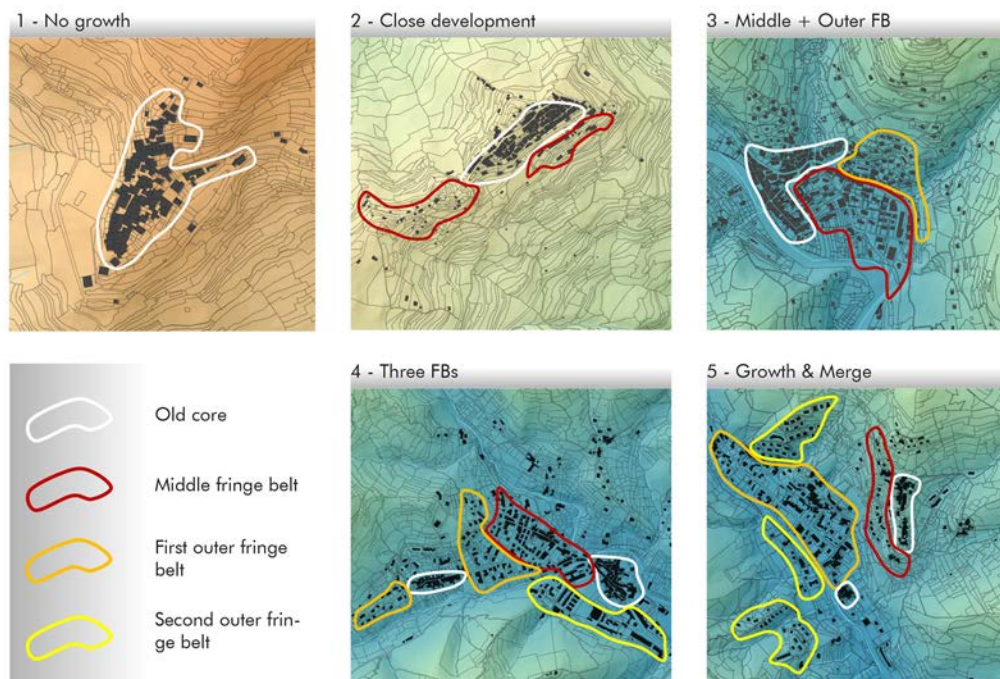 1 - No growth
2 - Close development
3 - Middle + Outer FB
4 - Three FBs
5 - Growth & Merge
Old core
Middle fringe belt
First outer fringe
belt
Second outer frin-
ge belt